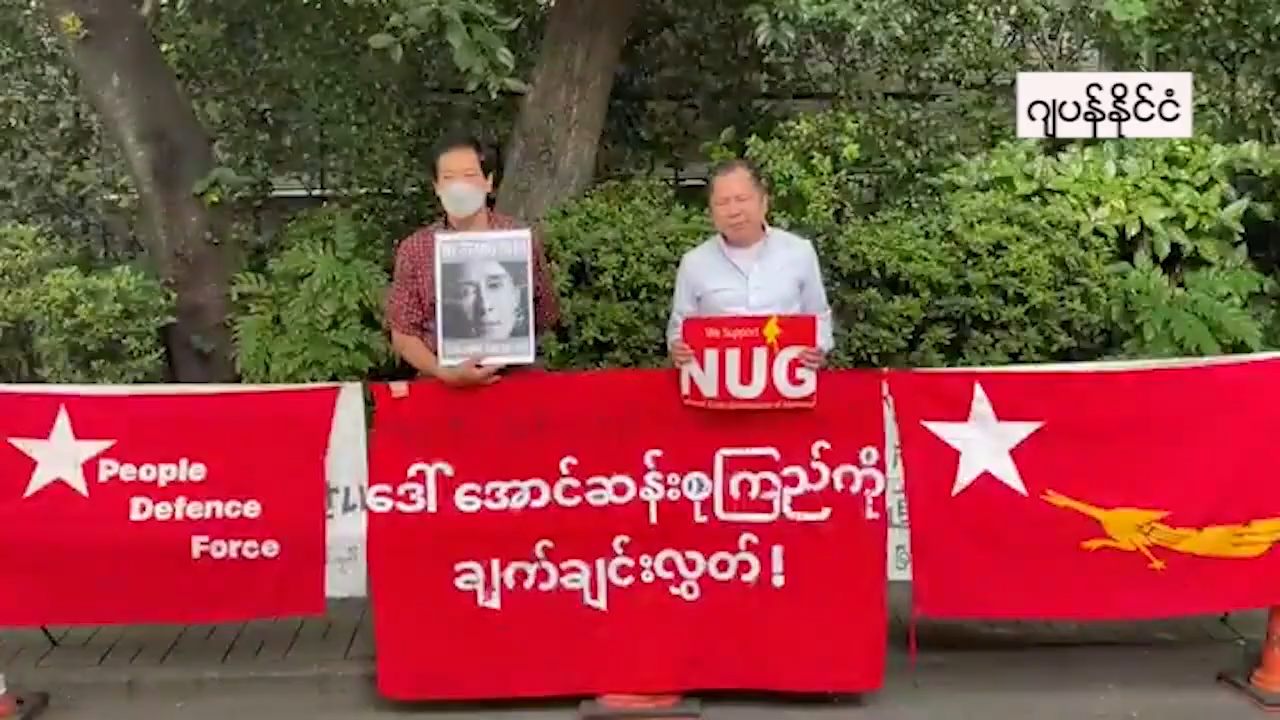 ဂျပန်နိုင်ငံ
We Support
NUG
People
Defence
Force
ဒေါ် အောင်ဆန်းစုကြည်ကို
ချက်ချင်းလွှတ် !